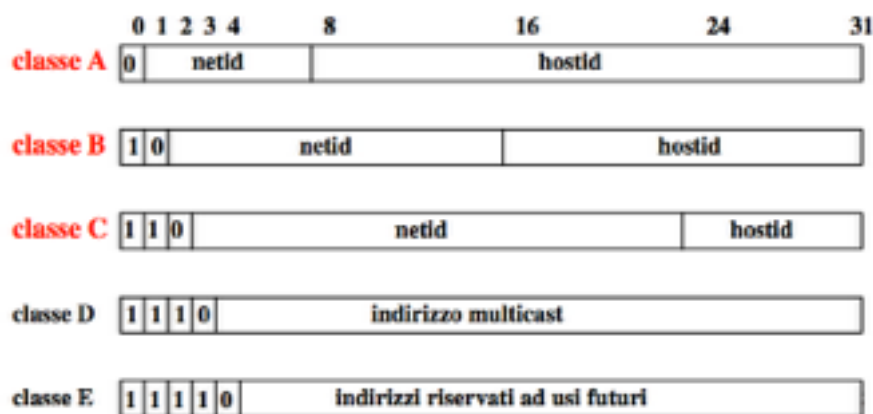 0 1 2 3 4 8 16 24 31
classe A 0 netid hostid
classe B 1 0 netid hostid
classe C 1 1 0 netid hostid
classe D 1 1 1 0 indirizzo multicast
classe E 1 1 1 1 0 indirizzi riservati ad usi futuri